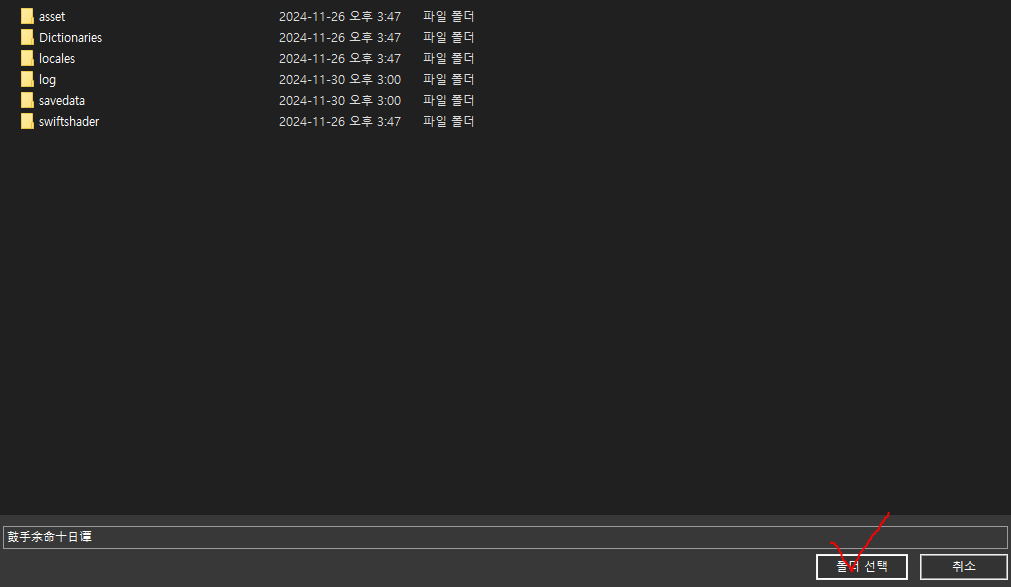 asset 2024-11-26 오후 3:47 파일 폴더
Dictionaries 2024-11-26 오후 3:47 파일 폴더
locales 2024-11-26 오후 3:47 파일 폴더
log 2024-11-30 오후 3:00 파일 폴더
savedata 2024-11-30 오후 3:00 파일 폴더
swiftshader 2024-11-26 오후 3:47 파일 폴더
鼓手余命十日谭
폴더 선택 취소